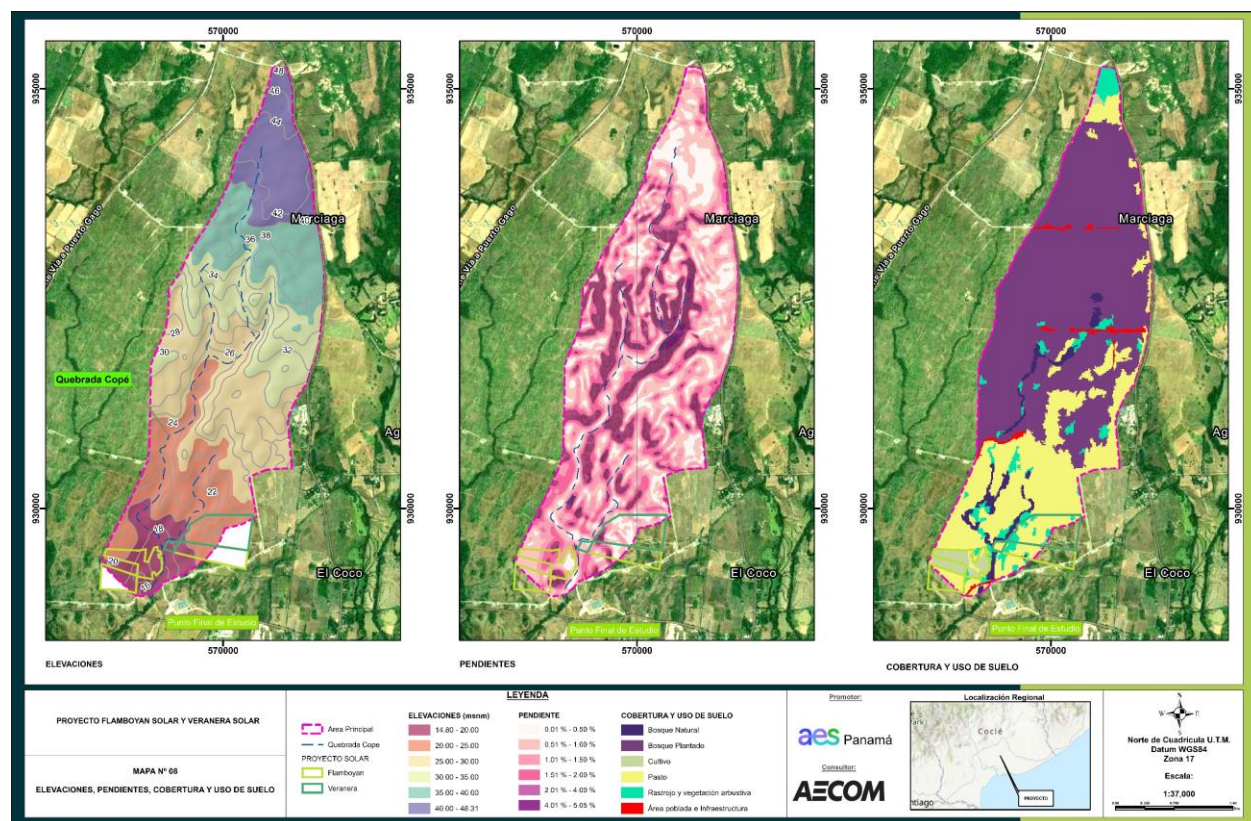 570000
570000
570000
935000
935000
935000
48
46
44
42
40
Marciaga
Marciaga
Marciaga
38
36
34
28
30
26
32
Quebrada Copé
24
Ag
Ag
22
930000
930000
930000
18
20
16
El Coco
El Coco
El Coco
Punto Final de Estudio
Punto Final de Estudio
Punto Final de Estudio
570000
570000
570000
ELEVACIONES
PENDIENTES
COBERTURA Y USO DE SUELO
PROYECTO FLAMBOYAN SOLAR Y VERANERA SOLAR
MAPA Nº 08
ELEVACIONES, PENDIENTES, COBERTURA Y USO DE SUELO
LEYENDA
Área Principal
Quebrada Cope
PROYECTO SOLAR
Flamboyan
Veranera
ELEVACIONES (msnm)
14.80 - 20.00
20.00 - 25.00
25.00 - 30.00
30.00 - 35.00
35.00 - 40.00
40.00 - 48.31
PENDIENTE
0.01 % - 0.50 %
0.51 % - 1.00 %
1.01 % - 1.50 %
1.51 % - 2.00 %
2.01 % - 4.00 %
4.01 % - 5.05 %
COBERTURA Y USO DE SUELO
Bosque Natural
Bosque Plantado
Cultivo
Pasto
Rastrojo y vegetación arbustiva
Área poblada e Infraestructura
Promotor:
aes Panamá
Consultor:
AECOM
Localización Regional
Coclé
PROYECTO
N
W
E
S
Norte de Cuadrícula U.T.M.
Datum WGS84
Zona 17
Escala:
1:37,000